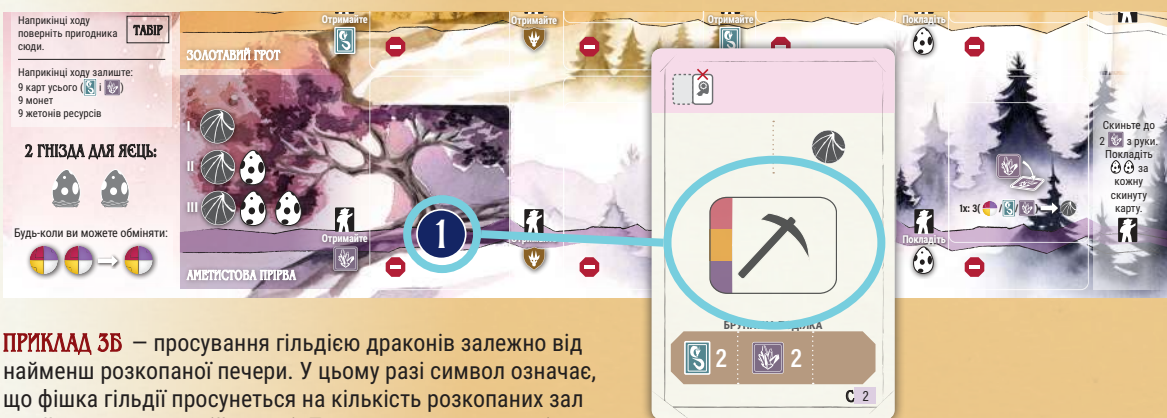 Наприкінці ходу
поверніть пригодника
сюди.
ТАБІР
Наприкінці ходу залиште:
9 карт усього ( і )
9 монет
9 жетонів ресурсів
2 ГНІЗДА ДЛЯ ЯЄЦЬ:
Будь-коли ви можете обміняти:
Отримайте
Отримайте
Отримайте
Покладіть
ЗОЛОТАВИЙ ГРОТ
I
II
III
Отримайте
АМЕТИСТОВА ПРІРВА
1
2
2
C 2
Покладіть
1x: 3( / )
Скиньте до
2 з руки.
Покладіть
за
кожну
скинуту
карту.
ПРИКЛАД 3Б — просування гільдією драконів залежно від
найменш розкопаної печери. У цьому разі символ означає,
що фішка гільдії просунеться на кількість розкопаних зал